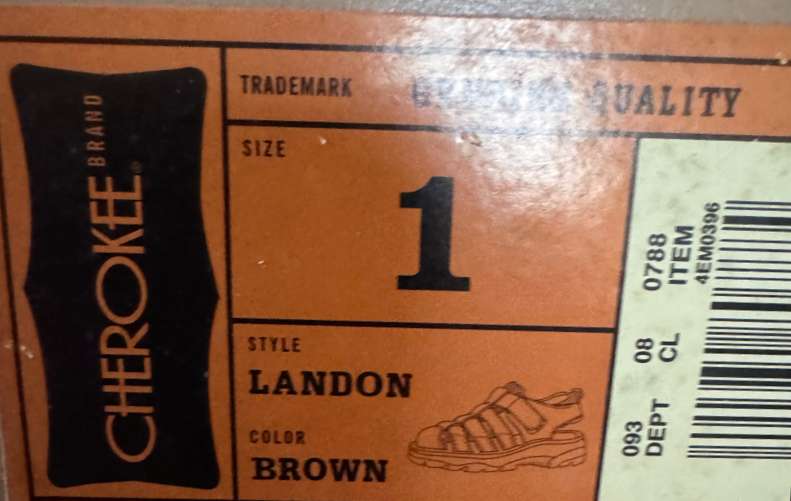 CHEROKEE® BRAND
TRADEMARK
QUALITY
SIZE
1
STYLE
LANDON
COLOR
BROWN
093 08 0788
DEPT CL ITEM
4EM0396